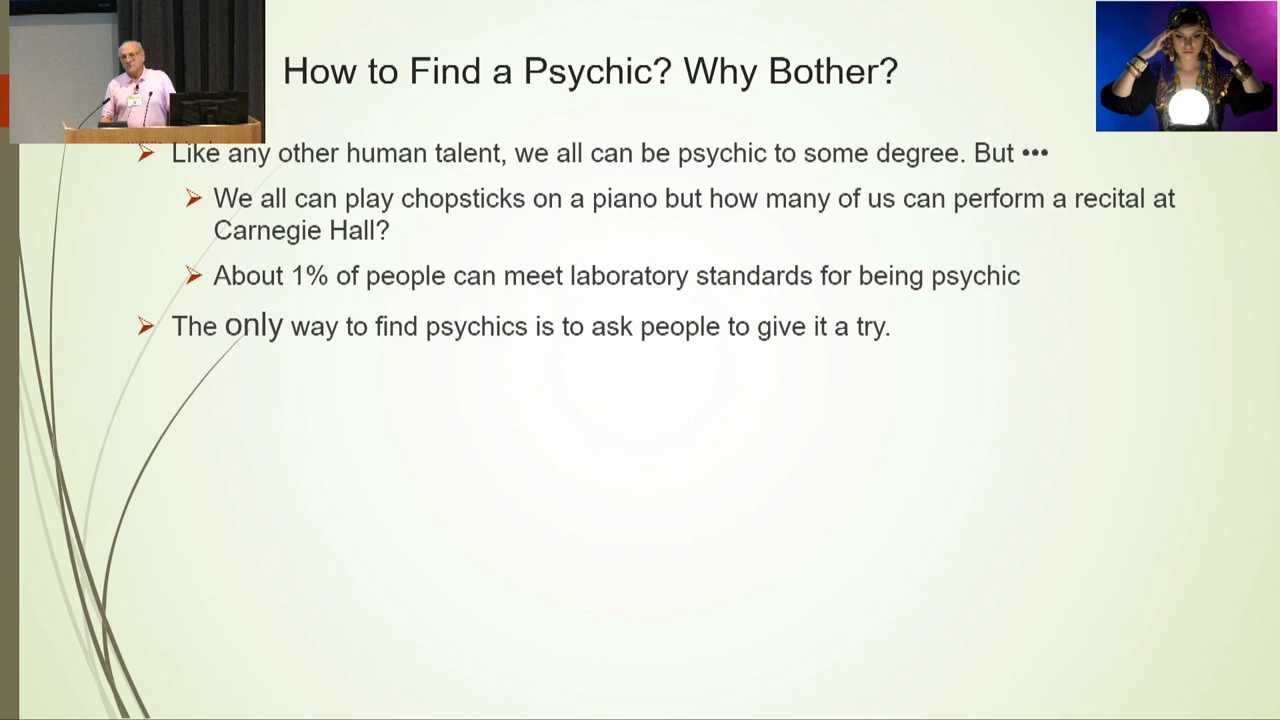 How to Find a Psychic? Why Bother?
Like any other human talent, we all can be psychic to some degree. But •••
We all can play chopsticks on a piano but how many of us can perform a recital at
Carnegie Hall?
About 1% of people can meet laboratory standards for being psychic
The only way to find psychics is to ask people to give it a try.